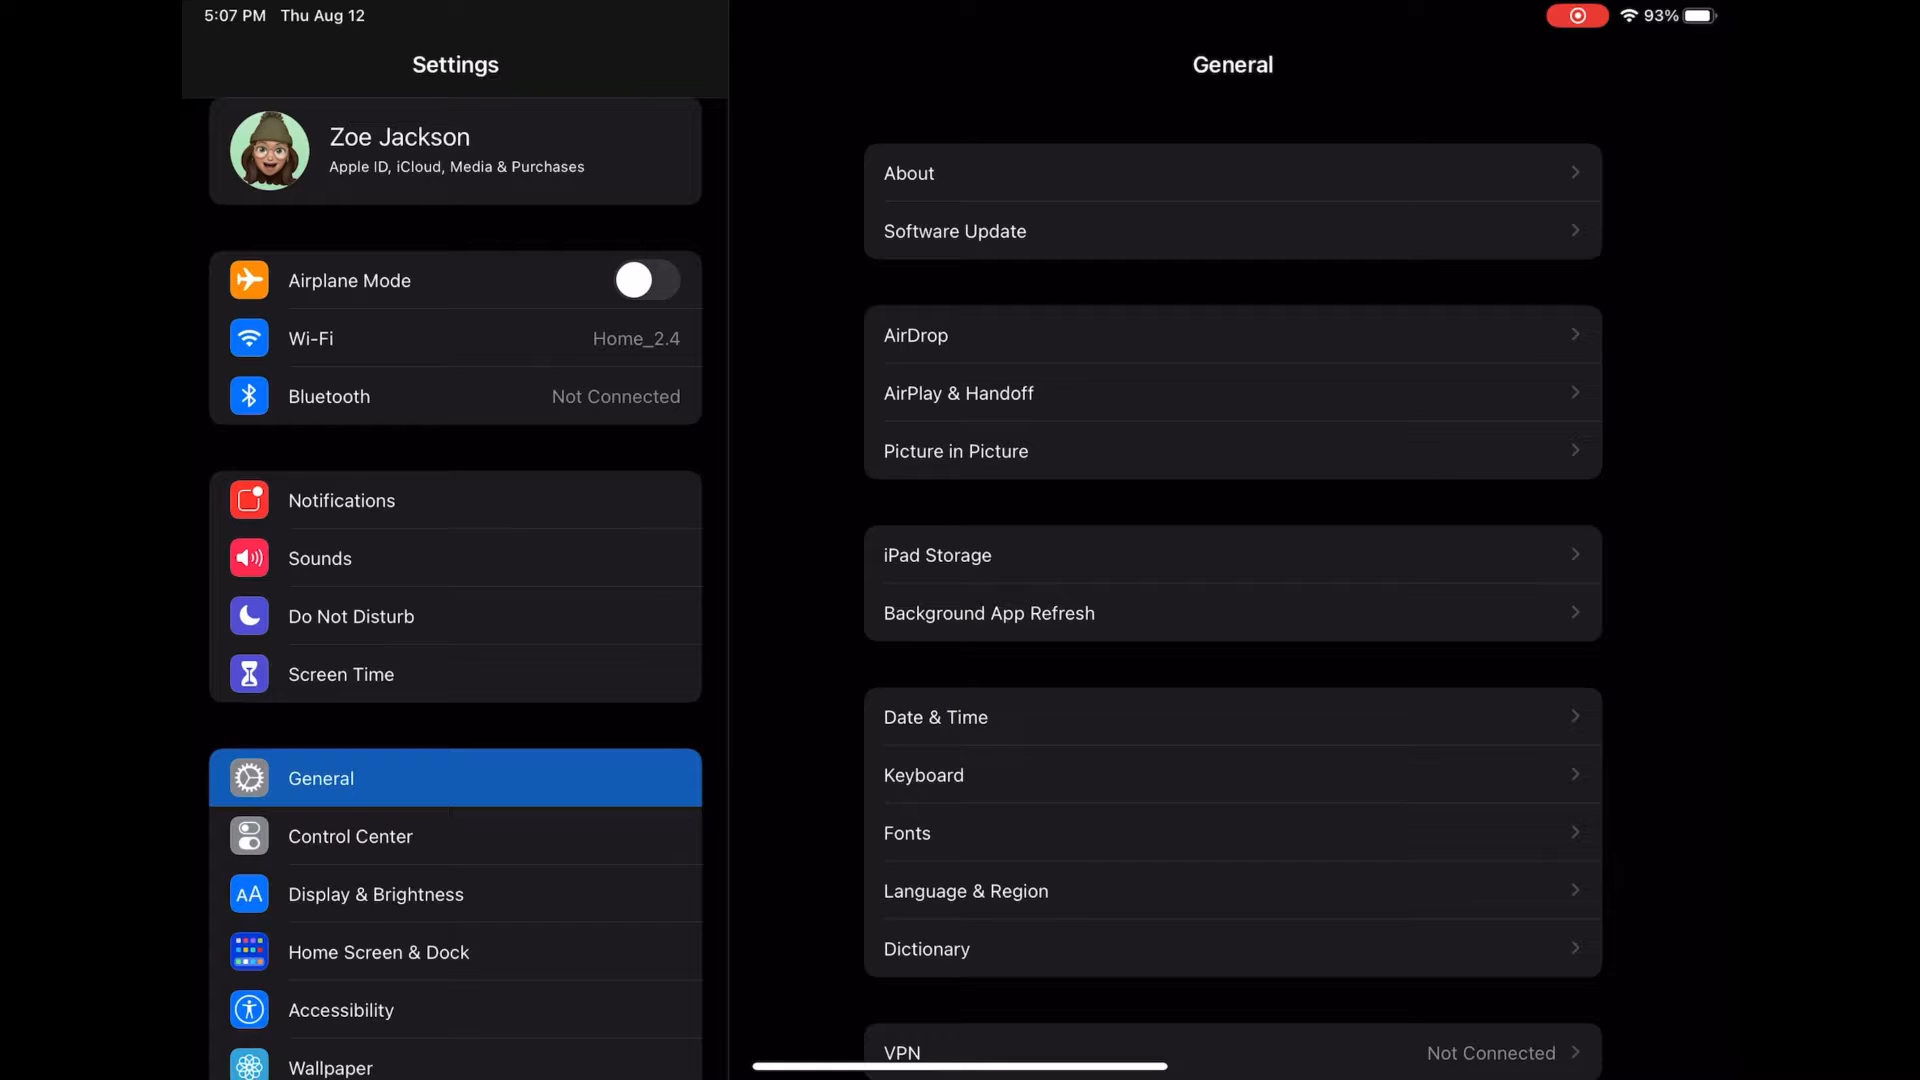 5:07 PM Thu Aug 12
93%
Settings
Zoe Jackson
Apple ID, iCloud, Media & Purchases
Airplane Mode
Wi-Fi Home_2.4
Bluetooth Not Connected
Notifications
Sounds
Do Not Disturb
Screen Time
General
Control Center
AA Display & Brightness
Home Screen & Dock
Accessibility
Wallpaper
General
About
Software Update
AirDrop
AirPlay & Handoff
Picture in Picture
iPad Storage
Background App Refresh
Date & Time
Keyboard
Fonts
Language & Region
Dictionary
VPN Not Connected